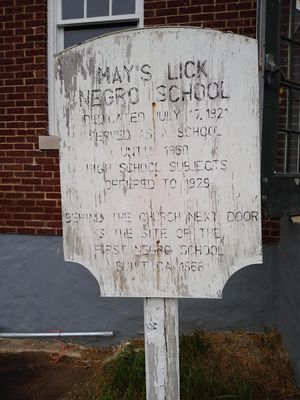 MAY'S LICK
NEGRO SCHOOL
DEDICATED JULY 17, 1921
SERVED AS A SCHOOL
UNTIL 1960
HIGH SCHOOL SUBJECTS
OFFERED TO 1929
BEHIND THE CHURCH NEXT DOOR
IS THE SITE OF THE
FIRST NEGRO SCHOOL
BUILT CA 1868